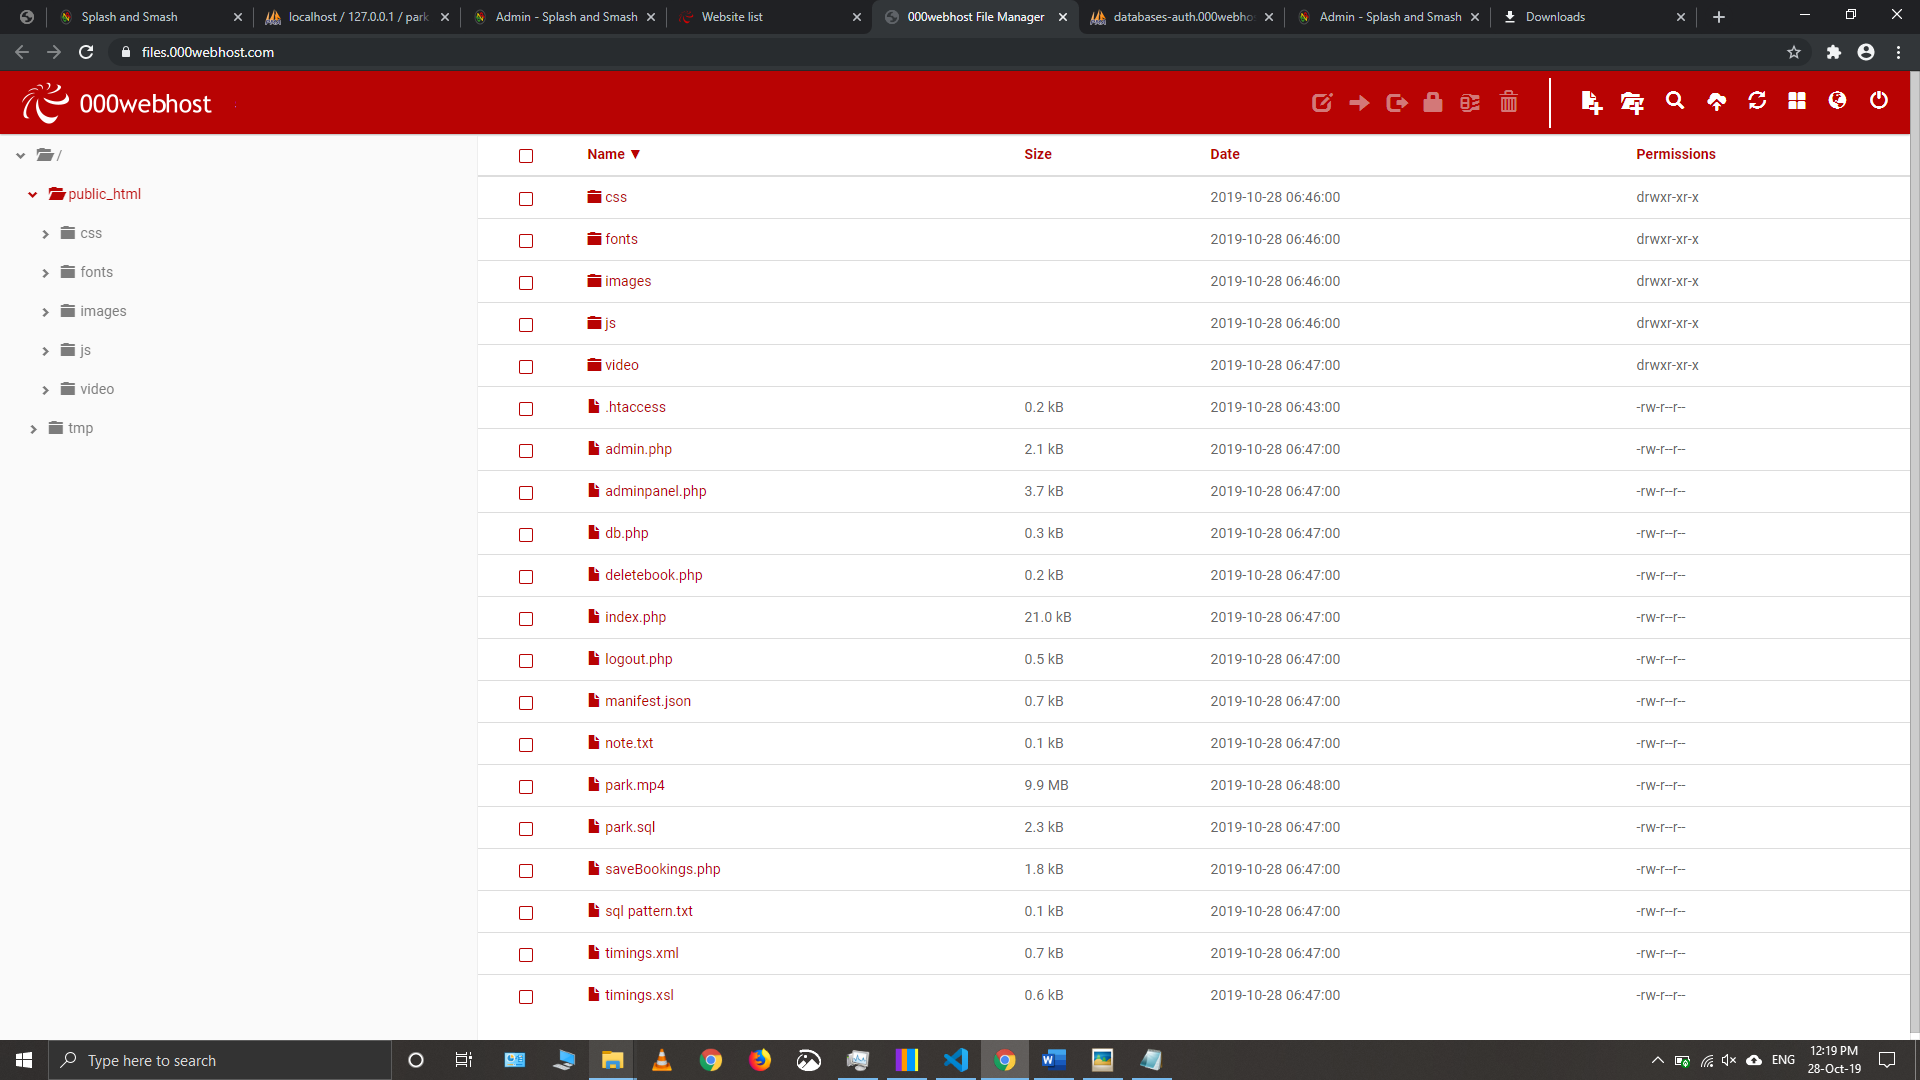 Splash and Smash
localhost / 127.0.0.1 / park
Admin - Splash and Smash
Website list
000webhost File Manager
databases-auth.000webhos
Admin - Splash and Smash
Downloads
files.000webhost.com
000webhost
/
public_html
css
fonts
images
js
video
tmp
Name ▼ Size Date Permissions
css 2019-10-28 06:46:00 drwxr-xr-x
fonts 2019-10-28 06:46:00 drwxr-xr-x
images 2019-10-28 06:46:00 drwxr-xr-x
js 2019-10-28 06:46:00 drwxr-xr-x
video 2019-10-28 06:47:00 drwxr-xr-x
.htaccess 0.2 kB 2019-10-28 06:43:00 -rw-r--r--
admin.php 2.1 kB 2019-10-28 06:47:00 -rw-r--r--
adminpanel.php 3.7 kB 2019-10-28 06:47:00 -rw-r--r--
db.php 0.3 kB 2019-10-28 06:47:00 -rw-r--r--
deletebook.php 0.2 kB 2019-10-28 06:47:00 -rw-r--r--
index.php 21.0 kB 2019-10-28 06:47:00 -rw-r--r--
logout.php 0.5 kB 2019-10-28 06:47:00 -rw-r--r--
manifest.json 0.7 kB 2019-10-28 06:47:00 -rw-r--r--
note.txt 0.1 kB 2019-10-28 06:47:00 -rw-r--r--
park.mp4 9.9 MB 2019-10-28 06:48:00 -rw-r--r--
park.sql 2.3 kB 2019-10-28 06:47:00 -rw-r--r--
saveBookings.php 1.8 kB 2019-10-28 06:47:00 -rw-r--r--
sql pattern.txt 0.1 kB 2019-10-28 06:47:00 -rw-r--r--
timings.xml 0.7 kB 2019-10-28 06:47:00 -rw-r--r--
timings.xsl 0.6 kB 2019-10-28 06:47:00 -rw-r--r--
Type here to search
ENG
12:19 PM
28-Oct-19